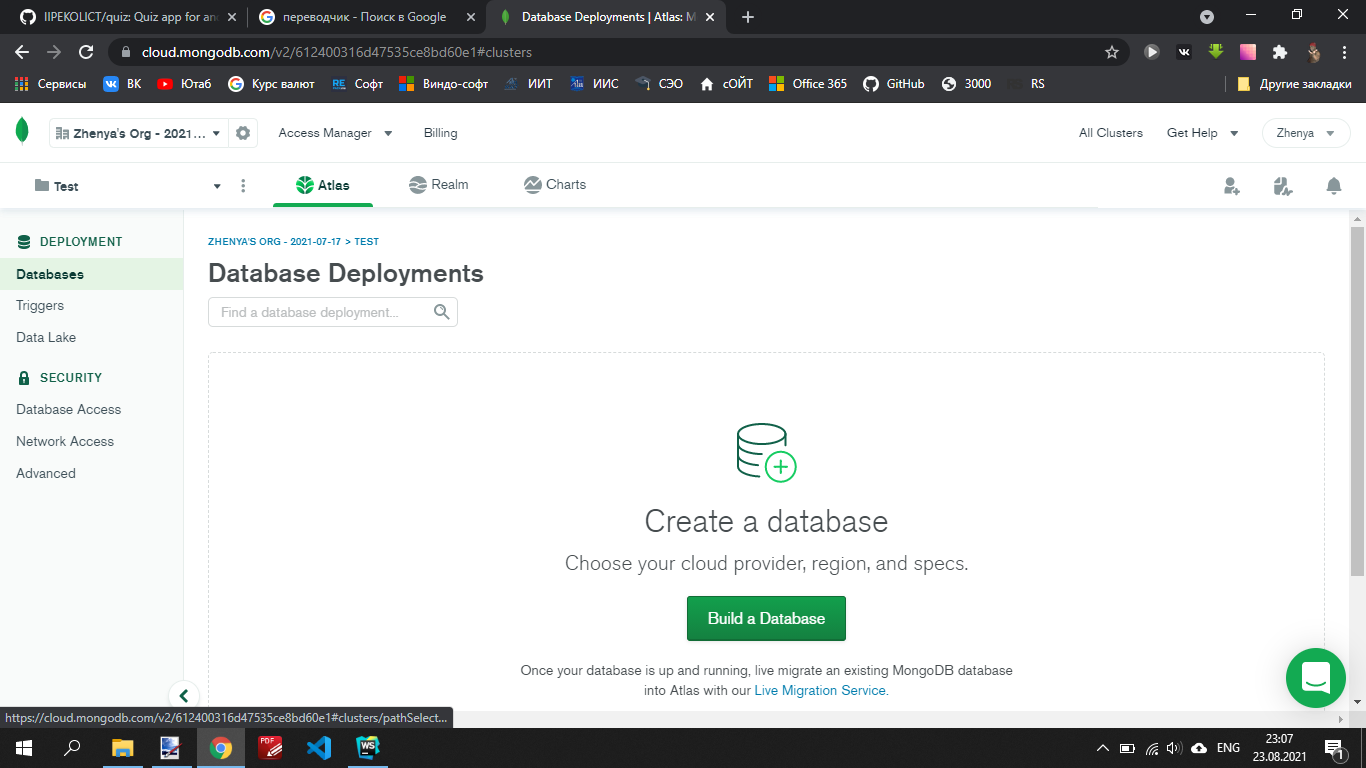 IIPEKOLICT/quiz: Quiz app for an
переводчик - Поиск в Google
Database Deployments | Atlas: M
cloud.mongodb.com/v2/612400316d47535ce8bd60e1#clusters
Сервисы
ВК
Ютаб
Курс валют
Софт
Виндо-софт
ИИТ
ИИС
СЭО
сОЙТ
Office 365
GitHub
3000
RS
Другие закладки
Zhenya's Org - 2021...
Access Manager
Billing
All Clusters
Get Help
Zhenya
Test
Atlas
Realm
Charts
DEPLOYMENT
Databases
Triggers
Data Lake
SECURITY
Database Access
Network Access
Advanced
ZHENYA'S ORG - 2021-07-17 > TEST
Database Deployments
Find a database deployment...
Create a database
Choose your cloud provider, region, and specs.
Build a Database
Once your database is up and running, live migrate an existing MongoDB database
into Atlas with our Live Migration Service.
https://cloud.mongodb.com/v2/612400316d47535ce8bd60e1#clusters/pathSelect...
PDF
WS
ENG
23:07
23.08.2021
1